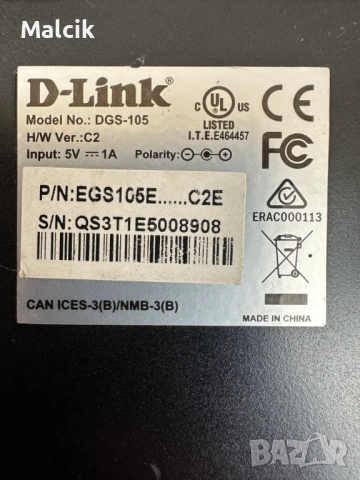 Malcik
D-Link®
Model No.: DGS-105
H/W Ver.:C2
Input: 5V ⎓ 1A Polarity:
C UL US
LISTED
I.T.E.E464457
CE
FC
P/N:EGS105E......C2E
S/N: QS3T1E5008908
ERAC000113
CAN ICES-3(B)/NMB-3(B)
MADE IN CHINA
BAZAR